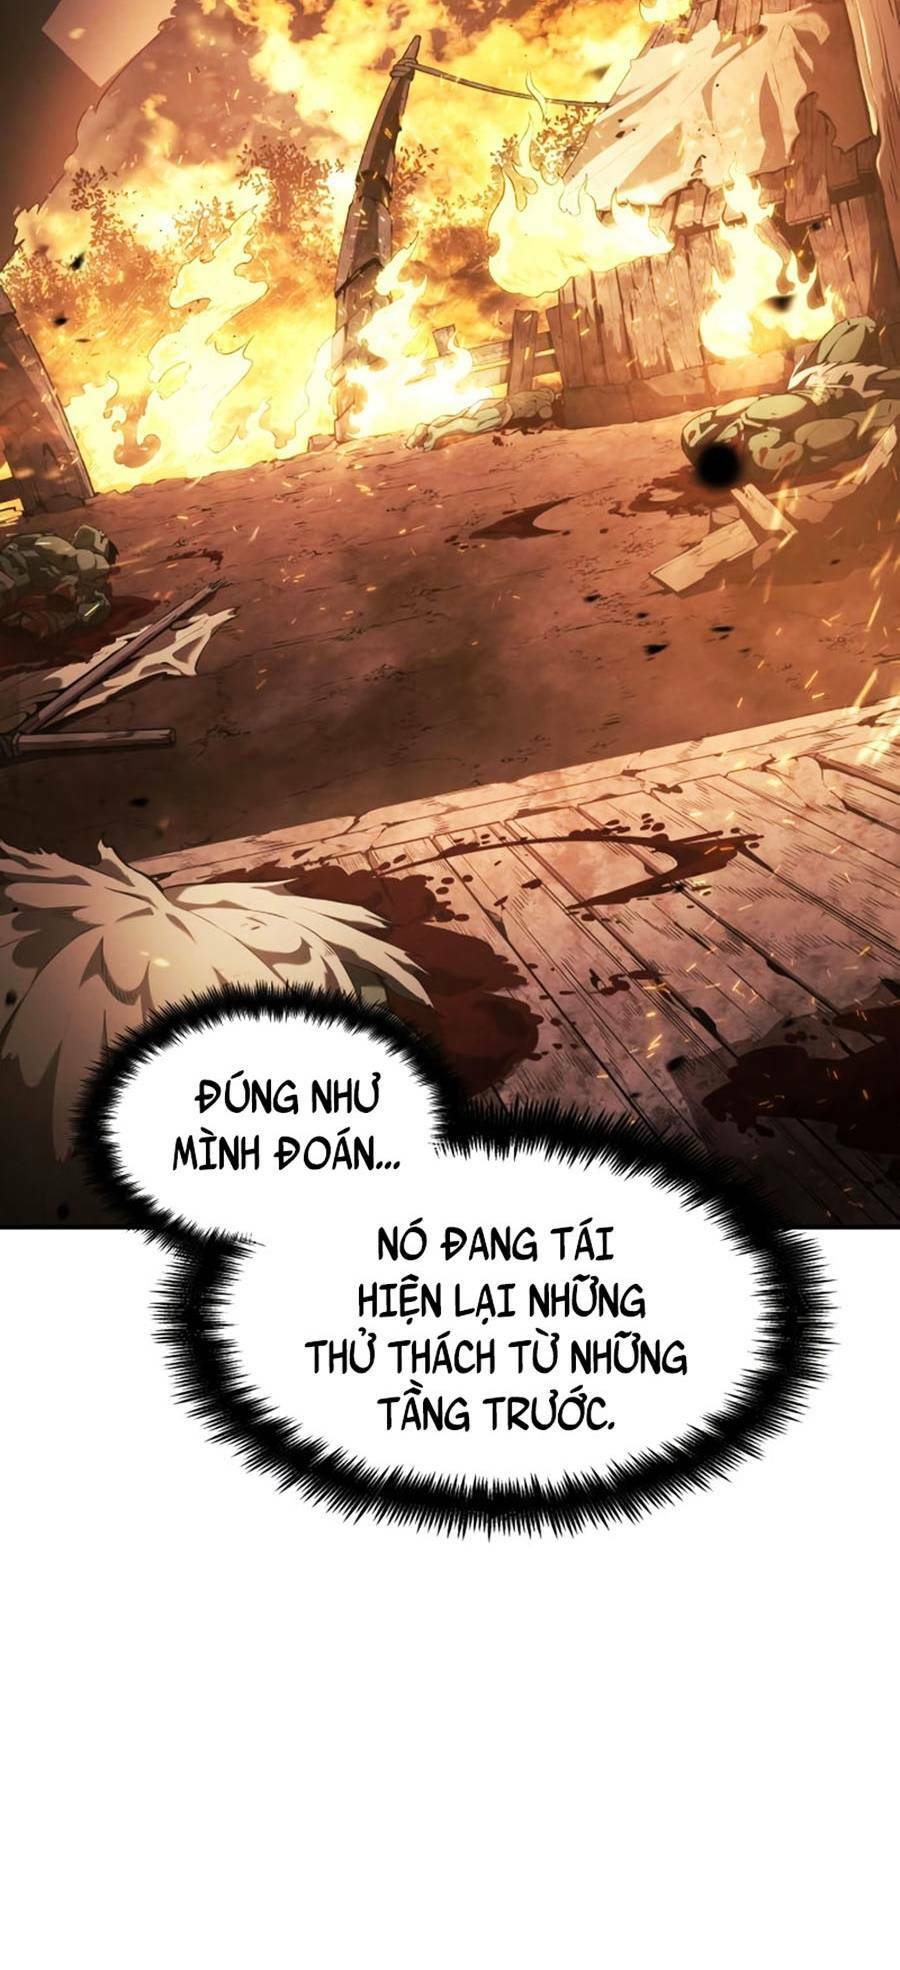 ĐÚNG NHƯ
MÌNH ĐOÁN...
NÓ ĐANG TÁI
HIỆN LẠI NHỮNG
THỬ THÁCH TỪ NHỮNG
TẦNG TRƯỚC.